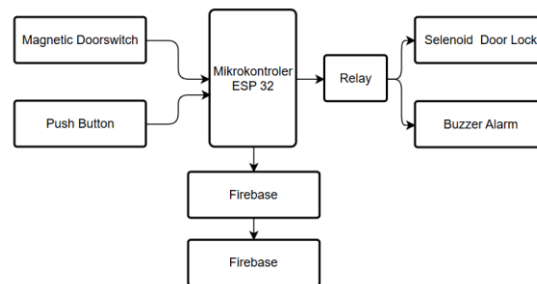 Magnetic Doorswitch
Push Button
Mikrokontroler
ESP 32
Relay
Selenoid Door Lock
Buzzer Alarm
Firebase
Firebase